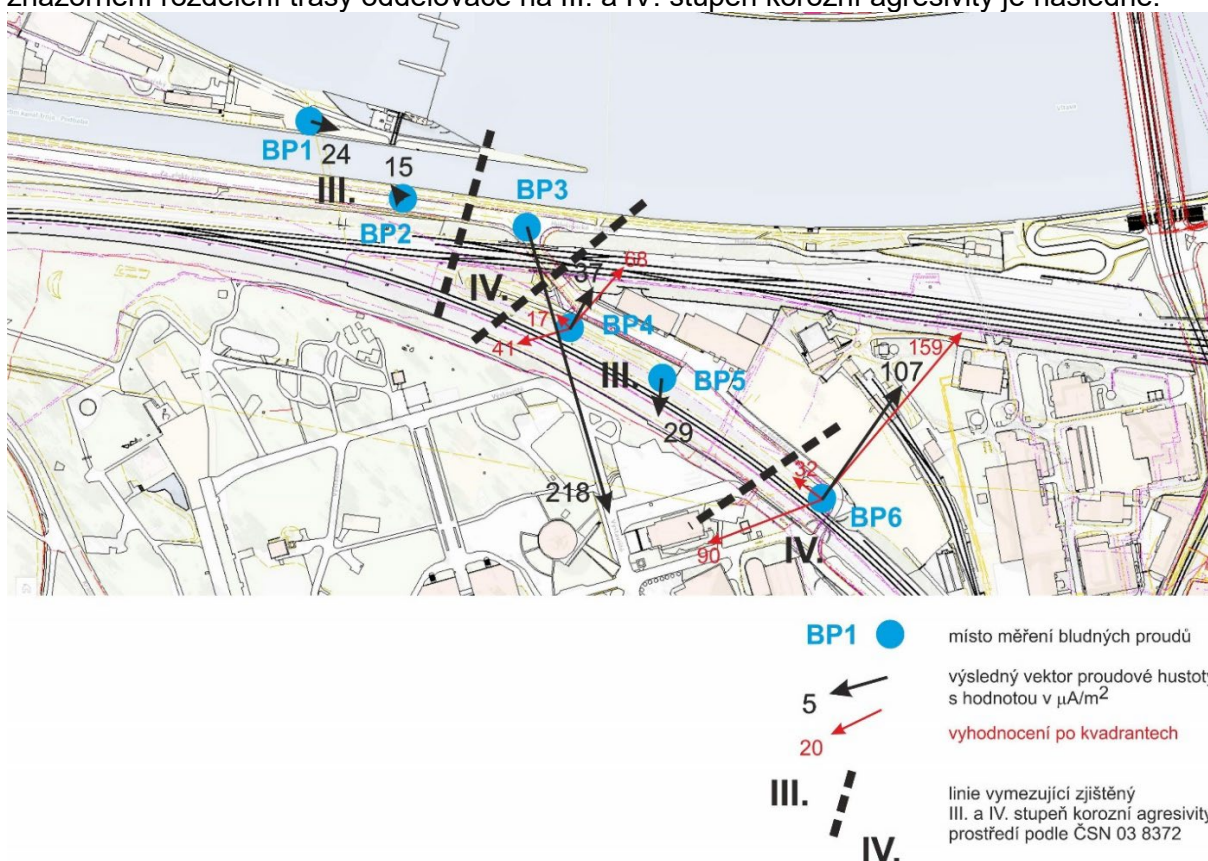 znázornění rozdělení trasy oddělovače na III. a IV. stupeň korozní agresivity je následné:
BP1
24
15
III.
BP2
BP3
IV.
37
68
17
41
BP4
III.
BP5
29
218
159
107
32
BP6
90
IV.
BP1
místo měření bludných proudů
5
výsledný vektor proudové hustoty
s hodnotou v µA/m²
20
vyhodnocení po kvadrantech
III.
IV.
linie vymezující zjištěný
III. a IV. stupeň korozní agresivity
prostředí podle ČSN 03 8372